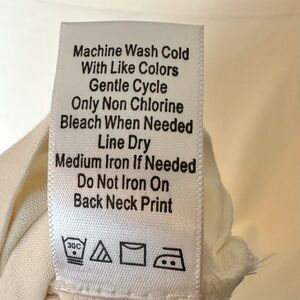 Machine Wash Cold
With Like Colors
Gentle Cycle
Only Non Chlorine
Bleach When Needed
Line Dry
Medium Iron If Needed
Do Not Iron On
Back Neck Print
30C